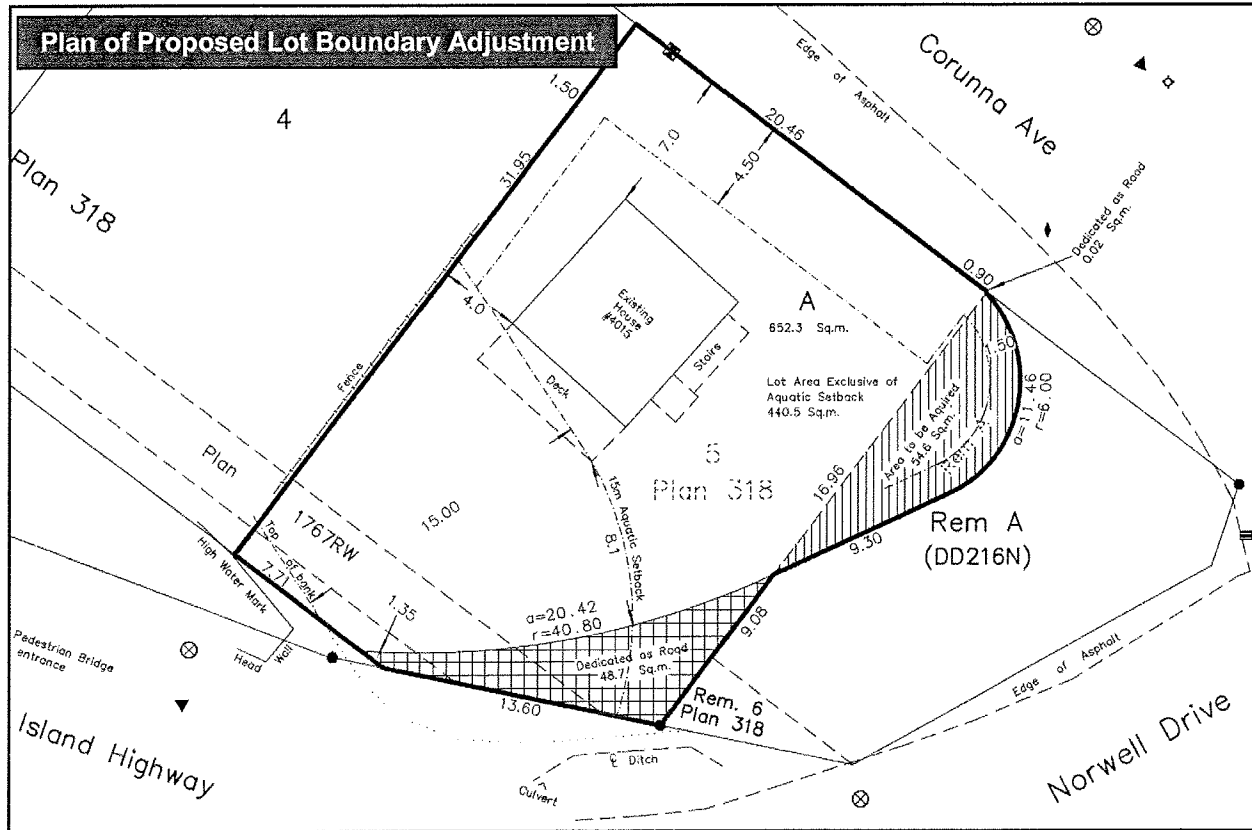 Plan of Proposed Lot Boundary Adjustment
4
Plan 318
1.50
31.95
7.0
20.46
4.50
Edge of Asphalt
Corunna Ave
Dedicated as Road
0.02 Sq.m.
0.90
A
652.3 Sq.m.
Existing
House
#4015
4.0
Stairs
Deck
Fence
Lot Area Exclusive of
Aquatic Setback
440.5 Sq.m.
1.50
a=11.46
r=6.00
Area to be Aquired
54.6 Sq.m.
5
Plan 318
16.96
9.30
Rem A
(DD216N)
Plan
1767RW
15.00
15m Aquatic Setback
8.1
Top of bank
High Water Mark
7.71
1.35
Head Wall
a=20.42
r=40.80
9.08
Dedicated as Road
48.7 Sq.m.
Pedestrian Bridge
entrance
13.60
Rem. 6
Plan 318
Edge of Asphalt
Island Highway
Ditch
Culvert
Norwell Drive